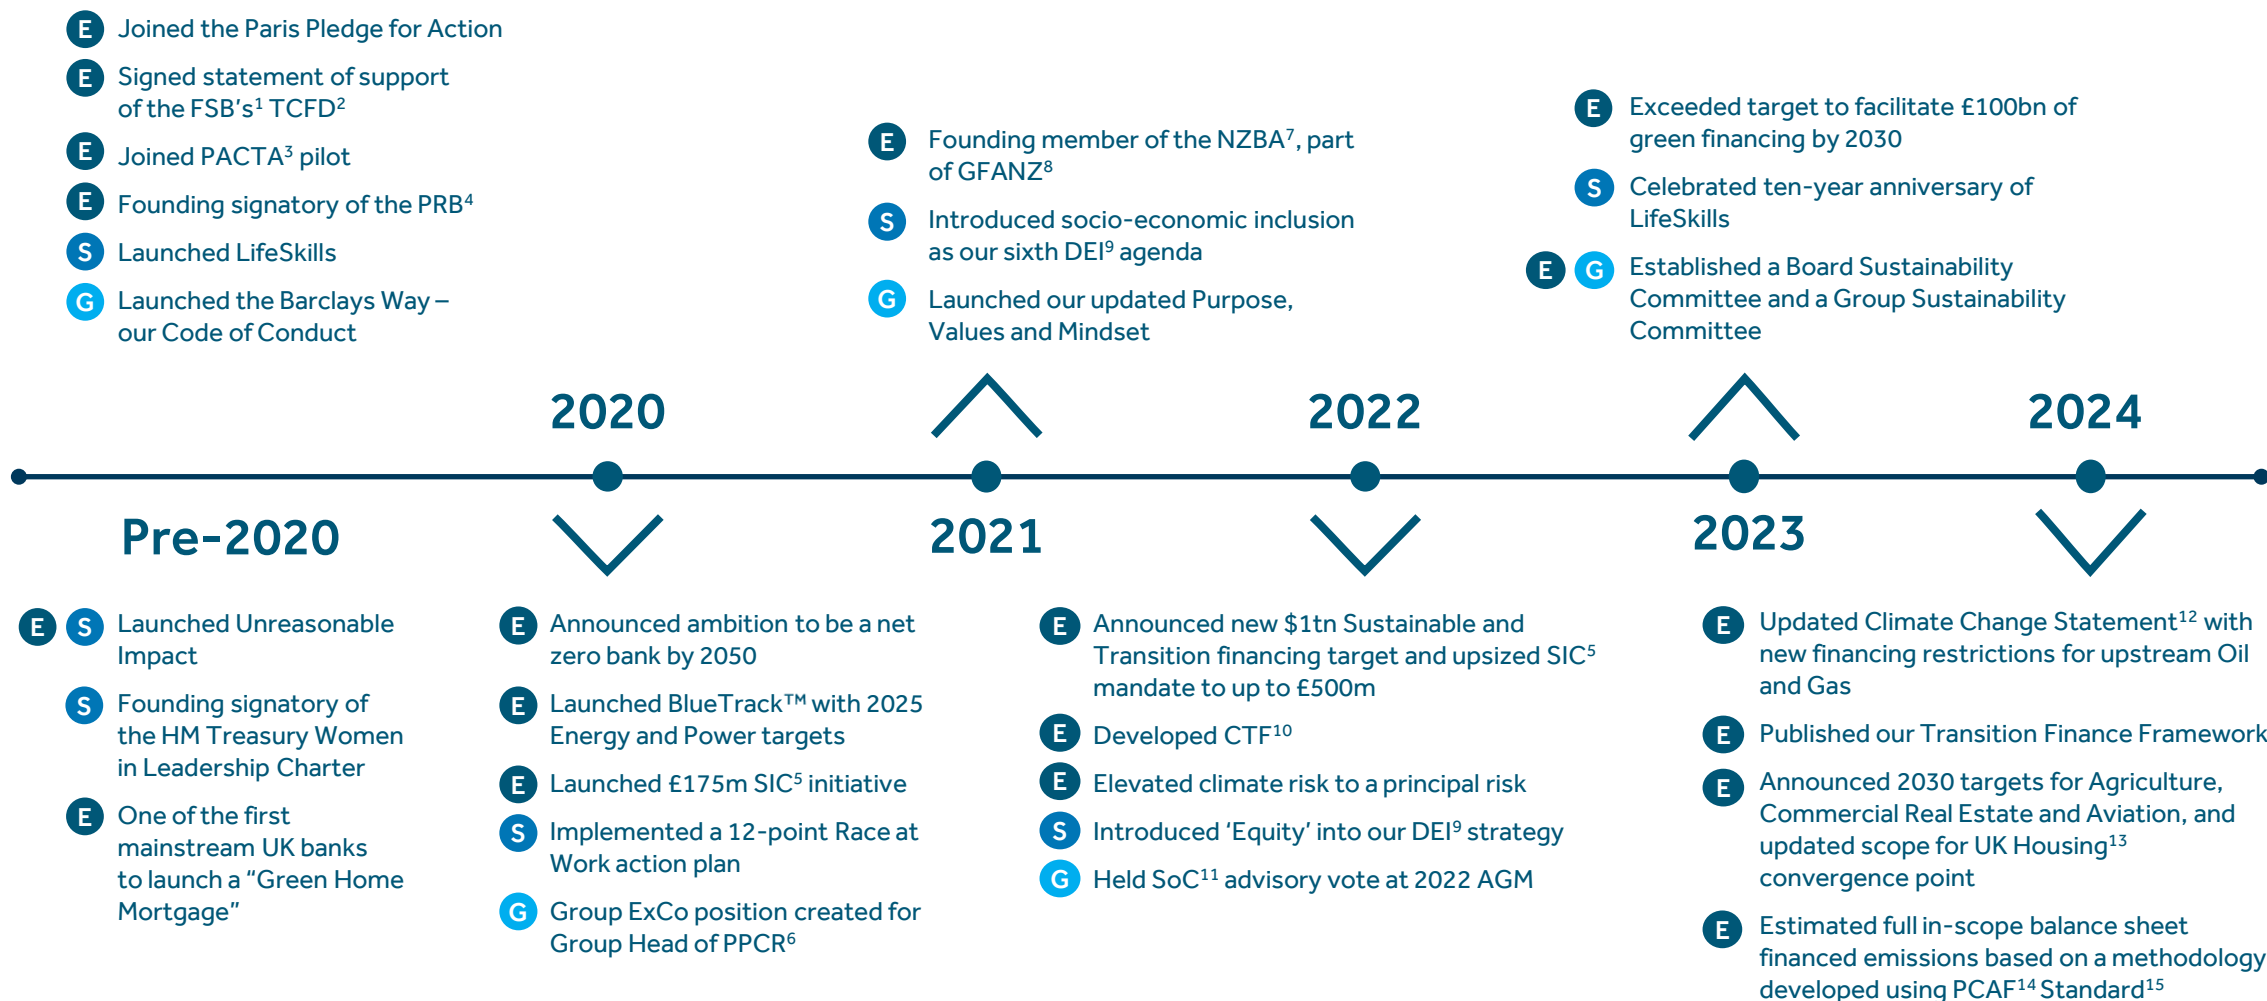 E Joined the Paris Pledge for Action
E Signed statement of support
of the FSB's¹ TCFD²
E Joined PACTA³ pilot
E Founding signatory of the PRB⁴
S Launched LifeSkills
G Launched the Barclays Way –
our Code of Conduct
E Founding member of the NZBA⁷, part
of GFANZ⁸
S Introduced socio-economic inclusion
as our sixth DEI⁹ agenda
G Launched our updated Purpose,
Values and Mindset
E Exceeded target to facilitate £100bn of
green financing by 2030
S Celebrated ten-year anniversary of
LifeSkills
E G Established a Board Sustainability
Committee and a Group Sustainability
Committee
2020
2022
2024
Pre-2020
2021
2023
E S Launched Unreasonable
Impact
S Founding signatory of
the HM Treasury Women
in Leadership Charter
E One of the first
mainstream UK banks
to launch a “Green Home
Mortgage”
E Announced ambition to be a net
zero bank by 2050
E Launched BlueTrack™ with 2025
Energy and Power targets
E Launched £175m SIC⁵ initiative
S Implemented a 12-point Race at
Work action plan
G Group ExCo position created for
Group Head of PPCR⁶
E Announced new $1tn Sustainable and
Transition financing target and upsized SIC⁵
mandate to up to £500m
E Developed CTF¹⁰
E Elevated climate risk to a principal risk
S Introduced ‘Equity’ into our DEI⁹ strategy
G Held SoC¹¹ advisory vote at 2022 AGM
E Updated Climate Change Statement¹² with
new financing restrictions for upstream Oil
and Gas
E Published our Transition Finance Framework
E Announced 2030 targets for Agriculture,
Commercial Real Estate and Aviation, and
updated scope for UK Housing¹³
convergence point
E Estimated full in-scope balance sheet
financed emissions based on a methodology
developed using PCAF¹⁴ Standard¹⁵